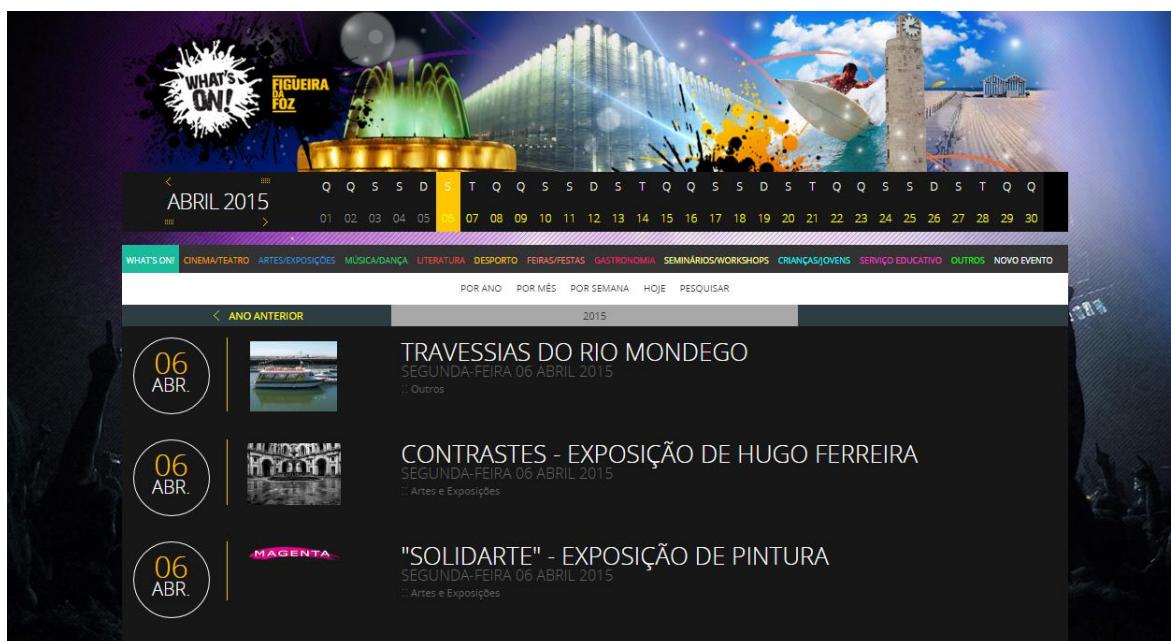 WHAT'S
ON!
FIGUEIRA
DA
FOZ
ABRIL 2015
Q Q S S D S T Q Q S S D S T Q Q S S D S T Q Q S S D S T Q Q
01 02 03 04 05 06 07 08 09 10 11 12 13 14 15 16 17 18 19 20 21 22 23 24 25 26 27 28 29 30
WHAT'S ON! CINEMA/TEATRO ARTES/EXPOSIÇÕES MÚSICA/DANÇA LITERATURA DESPORTO FEIRAS/FESTAS GASTRONOMIA SEMINÁRIOS/WORKSHOPS CRIANÇAS/JOVENS SERVIÇO EDUCATIVO OUTROS NOVO EVENTO
POR ANO POR MÊS POR SEMANA HOJE PESQUISAR
< ANO ANTERIOR 2015
06
ABR.
TRAVESSIAS DO RIO MONDEGO
SEGUNDA-FEIRA 06 ABRIL 2015
:: Outros
06
ABR.
CONTRASTES - EXPOSIÇÃO DE HUGO FERREIRA
SEGUNDA-FEIRA 06 ABRIL 2015
:: Artes e Exposições
06
ABR.
MAGENTA
"SOLIDARTE" - EXPOSIÇÃO DE PINTURA
SEGUNDA-FEIRA 06 ABRIL 2015
:: Artes e Exposições